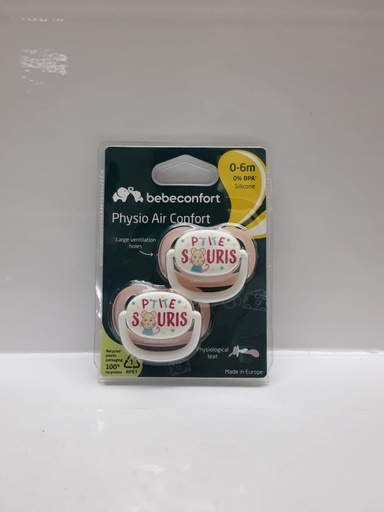 0-6m
0% BPA*
Silicone
bebeconfort
Physio Air Confort
Large ventilation
holes
P'TITE
SOURIS
P'TITE
SOURIS
Physiological
teat
Recycled
plastic
packaging
100%
recyclable
1
RPET
Made in Europe